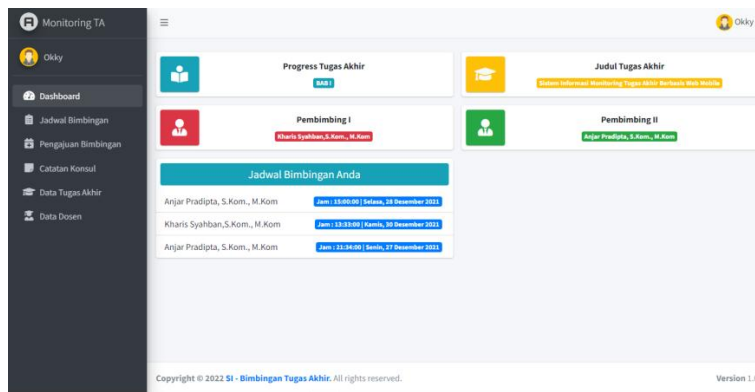 Monitoring TA
Okky
Okky
Dashboard
Jadwal Bimbingan
Pengajuan Bimbingan
Catatan Konsul
Data Tugas Akhir
Data Dosen
Progress Tugas Akhir
BAB I
Judul Tugas Akhir
Sistem Informasi Monitoring Tugas Akhir Berbasis Web Mobile
Pembimbing I
Kharis Syahban,S.Kom., M.Kom
Pembimbing II
Anjar Pradipta, S.Kom., M.Kom
Jadwal Bimbingan Anda
Anjar Pradipta, S.Kom., M.Kom Jam : 15:00:00 | Selasa, 28 Desember 2021
Kharis Syahban,S.Kom., M.Kom Jam : 13:33:00 | Kamis, 30 Desember 2021
Anjar Pradipta, S.Kom., M.Kom Jam : 21:34:00 | Senin, 27 Desember 2021
Copyright © 2022 SI - Bimbingan Tugas Akhir. All rights reserved.
Version